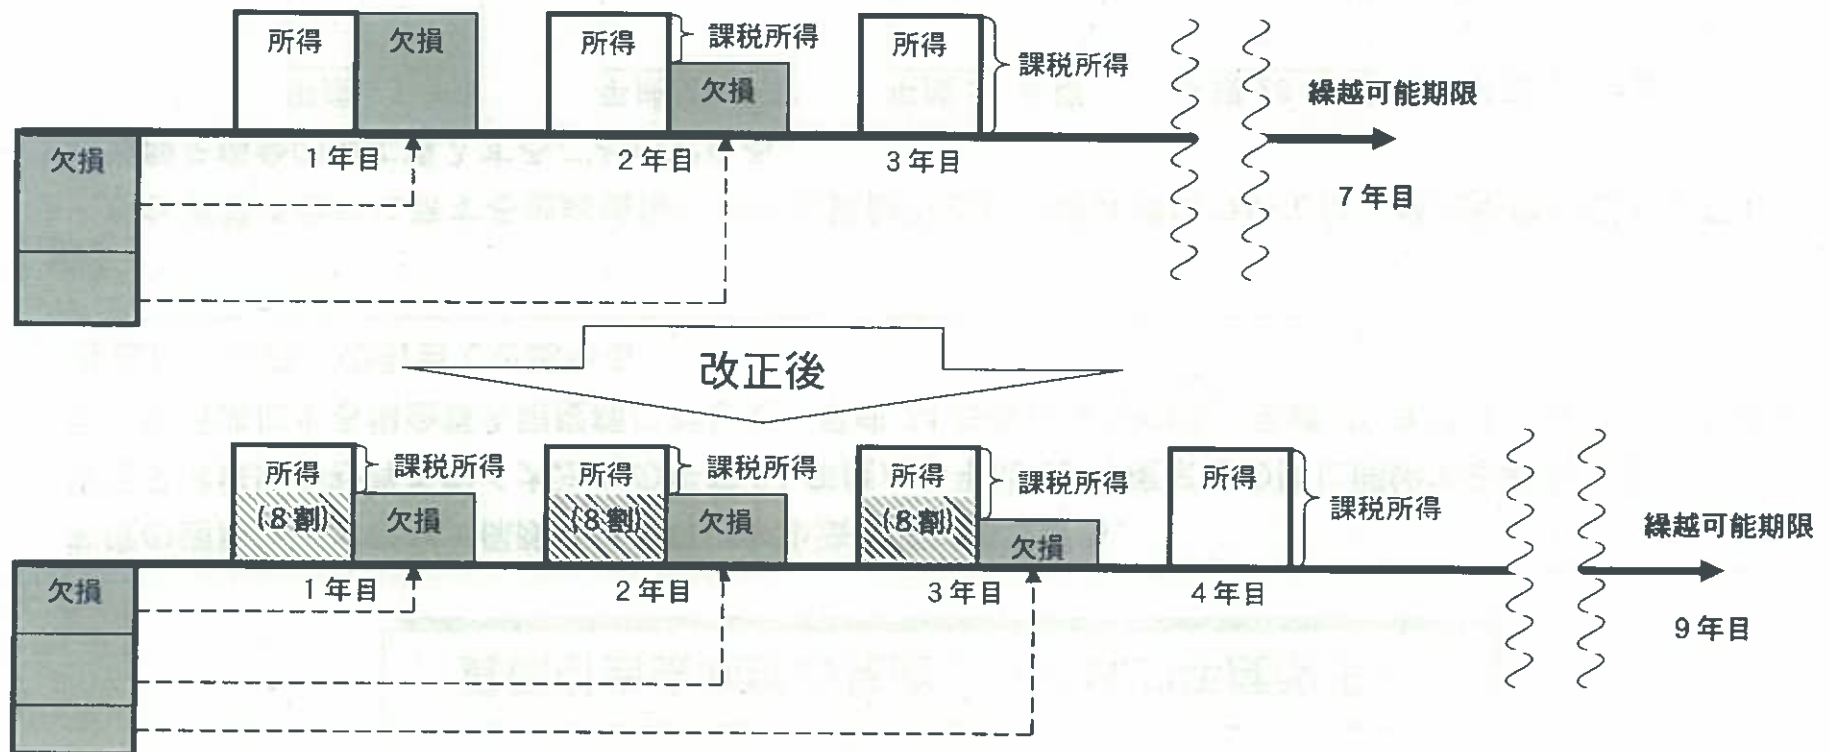 所得
欠損
所得
課税所得
欠損
所得
課税所得
繰越可能期限
欠損
1年目
2年目
3年目
7年目
改正後
所得
(8割)
課税所得
欠損
所得
(8割)
課税所得
欠損
所得
(8割)
課税所得
欠損
所得
課税所得
繰越可能期限
欠損
1年目
2年目
3年目
4年目
9年目